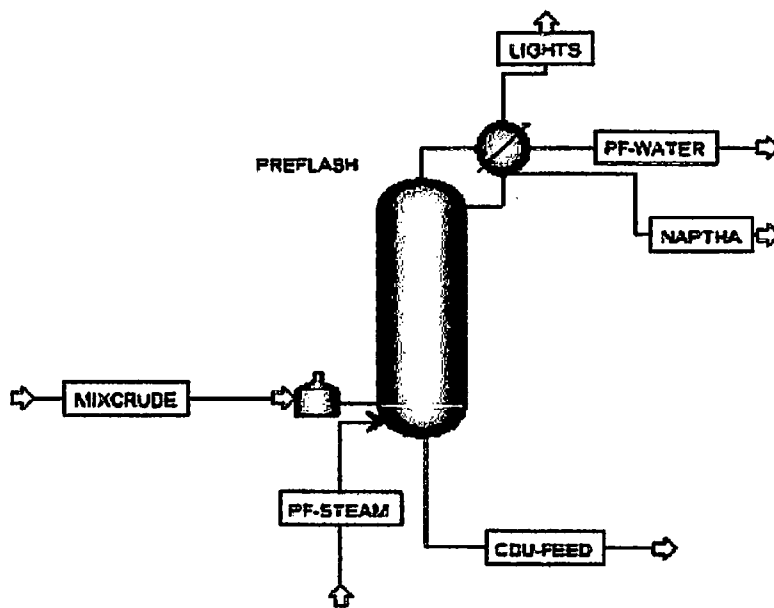 LIGHTS
PREFLASH
PF-WATER
NAPTHA
MIXCRUDE
PF-STEAM
CDU-FEED